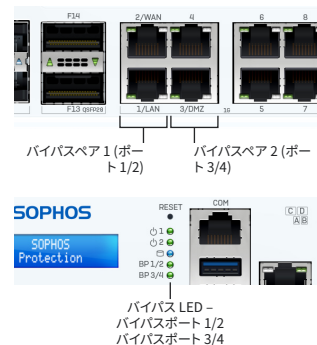 F14 2/WAN 4 6 8
F13 QSFP28 1/LAN 3/DMZ 1G 5 7
バイパスペア 1 (ポー
ト 1/2)
バイパスペア 2 (ポー
ト 3/4)
SOPHOS
SOPHOS
Protection
RESET
COM
1
2
BP 1/2
BP 3/4
C D
A B
バイパス LED –
バイパスポート 1/2
バイパスポート 3/4